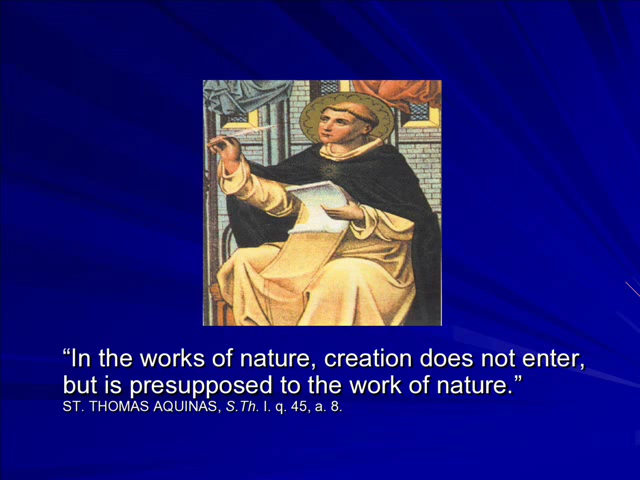 “In the works of nature, creation does not enter,
but is presupposed to the work of nature.”
ST. THOMAS AQUINAS, S.Th. I. q. 45, a. 8.